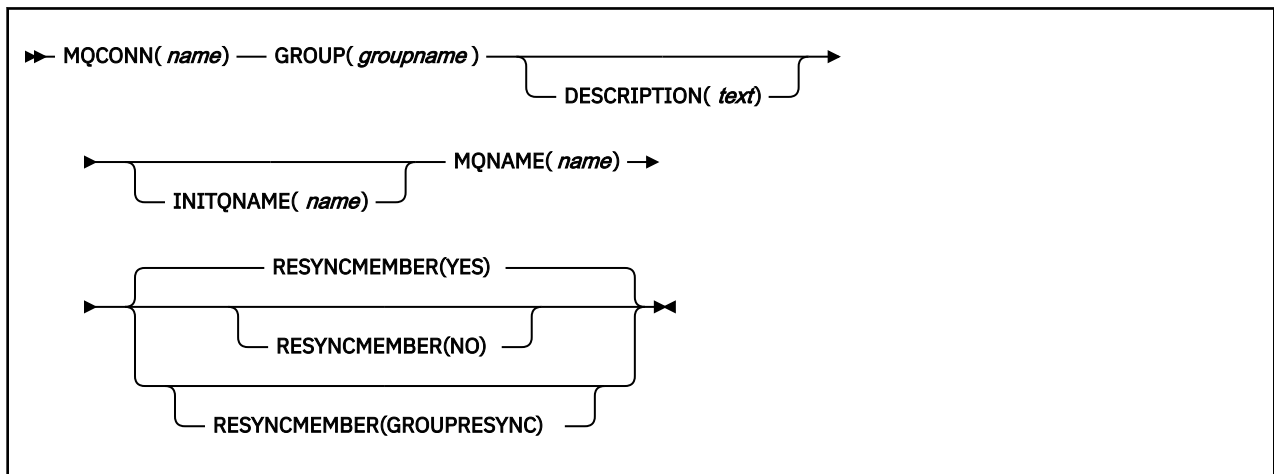 MQCONN( name) GROUP( groupname )
DESCRIPTION( text)
MQNAME( name)
INITQNAME( name)
RESYNCMEMBER(YES)
RESYNCMEMBER(NO)
RESYNCMEMBER(GROUPRESYNC)